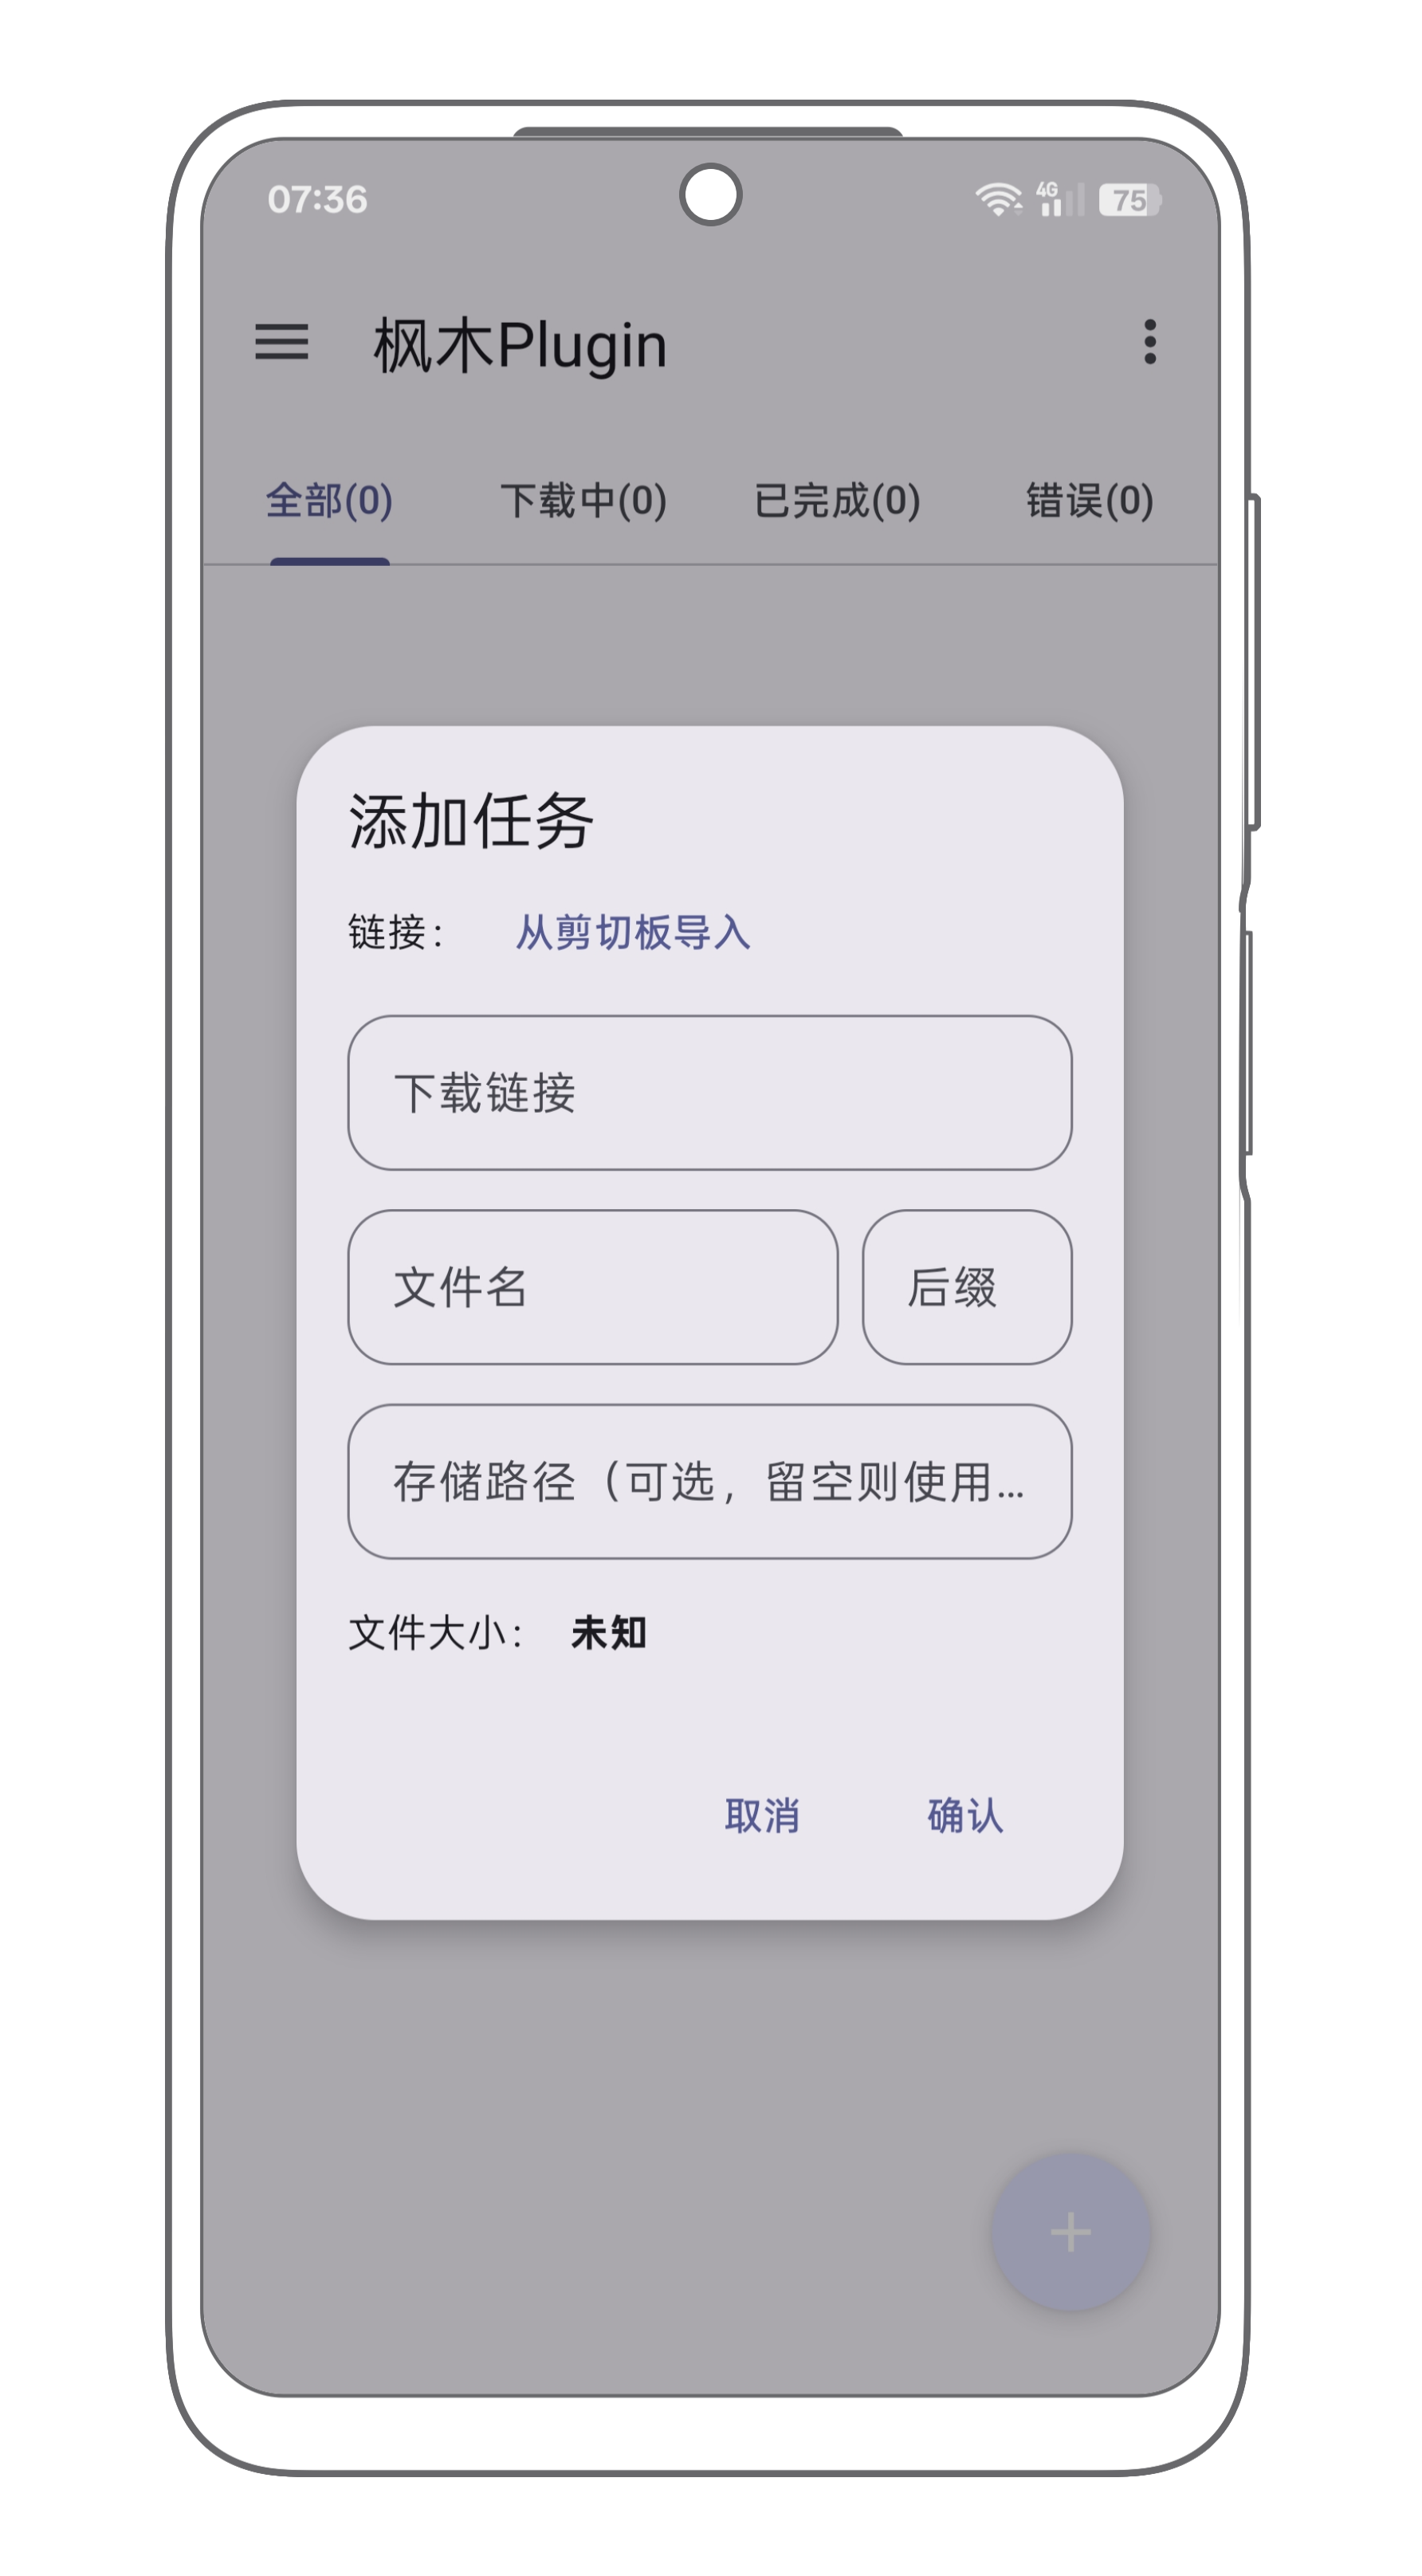 07:36 4G 75
枫木Plugin
全部(0) 下载中(0) 已完成(0) 错误(0)
添加任务
链接： 从剪切板导入
下载链接
文件名 后缀
存储路径（可选，留空则使用...
文件大小： 未知
取消 确认